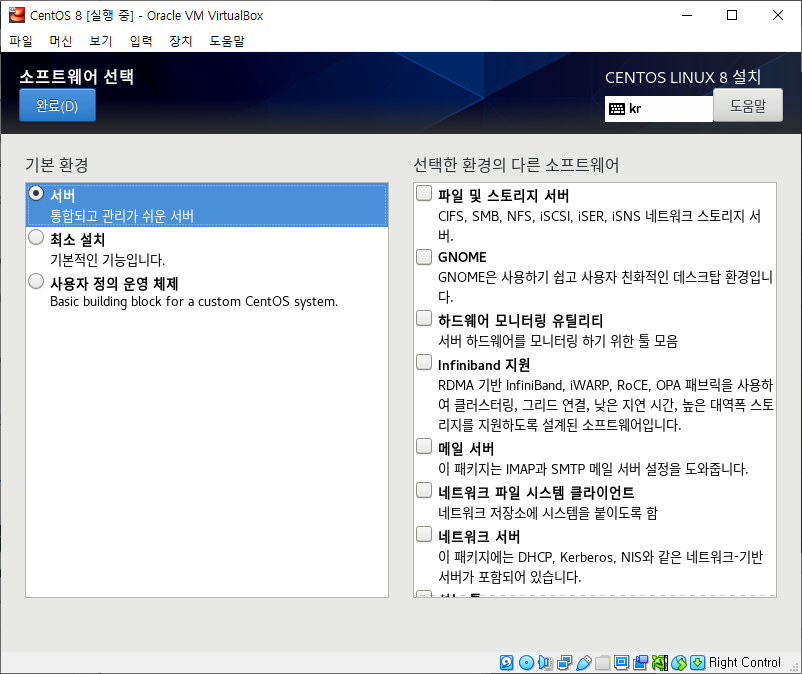 CentOS 8 [실행 중] - Oracle VM VirtualBox
파일 머신 보기 입력 장치 도움말
소프트웨어 선택
완료(D)
CENTOS LINUX 8 설치
kr
도움말
기본 환경
서버
통합되고 관리가 쉬운 서버
최소 설치
기본적인 기능입니다.
사용자 정의 운영 체제
Basic building block for a custom CentOS system.
선택한 환경의 다른 소프트웨어
파일 및 스토리지 서버
CIFS, SMB, NFS, iSCSI, iSER, iSNS 네트워크 스토리지 서
버.
GNOME
GNOME은 사용하기 쉽고 사용자 친화적인 데스크탑 환경입니
다.
하드웨어 모니터링 유틸리티
서버 하드웨어를 모니터링 하기 위한 툴 모음
Infiniband 지원
RDMA 기반 InfiniBand, iWARP, RoCE, OPA 패브릭을 사용하
여 클러스터링, 그리드 연결, 낮은 지연 시간, 높은 대역폭 스토
리지를 지원하도록 설계된 소프트웨어입니다.
메일 서버
이 패키지는 IMAP과 SMTP 메일 서버 설정을 도와줍니다.
네트워크 파일 시스템 클라이언트
네트워크 저장소에 시스템을 붙이도록 함
네트워크 서버
이 패키지에는 DHCP, Kerberos, NIS와 같은 네트워크-기반
서버가 포함되어 있습니다.
Right Control